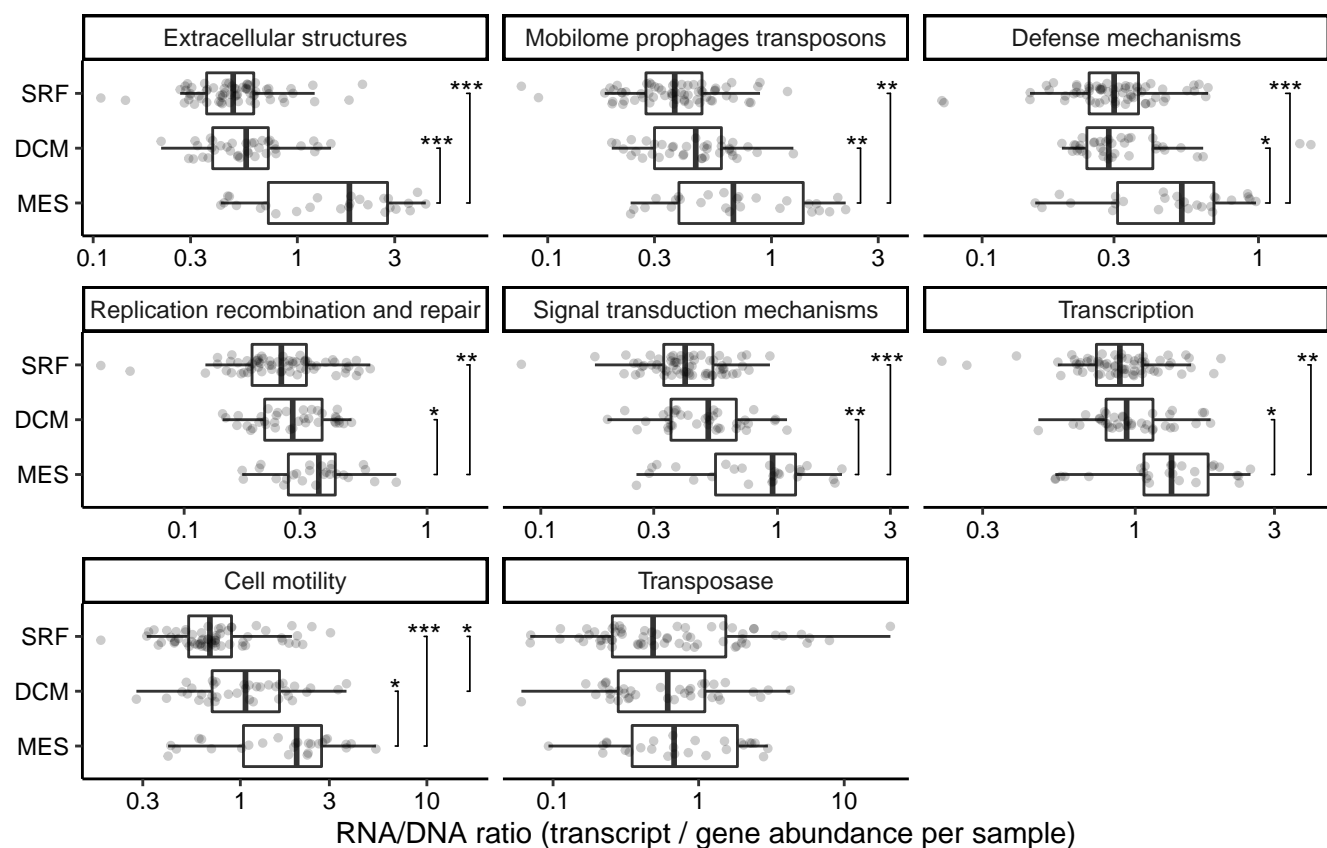 Extracellular structures
Mobilome prophages transposons
Defense mechanisms
SRF
DCM
MES
***
***
**
**
***
*
0.1 0.3 1 3
0.1 0.3 1 3
0.1 0.3 1
Replication recombination and repair
Signal transduction mechanisms
Transcription
SRF
DCM
MES
**
*
***
**
**
*
0.1 0.3 1
0.1 0.3 1 3
0.3 1 3
Cell motility
Transposase
SRF
DCM
MES
***
*
*
0.3 1 3 10
0.1 1 10
RNA/DNA ratio (transcript / gene abundance per sample)